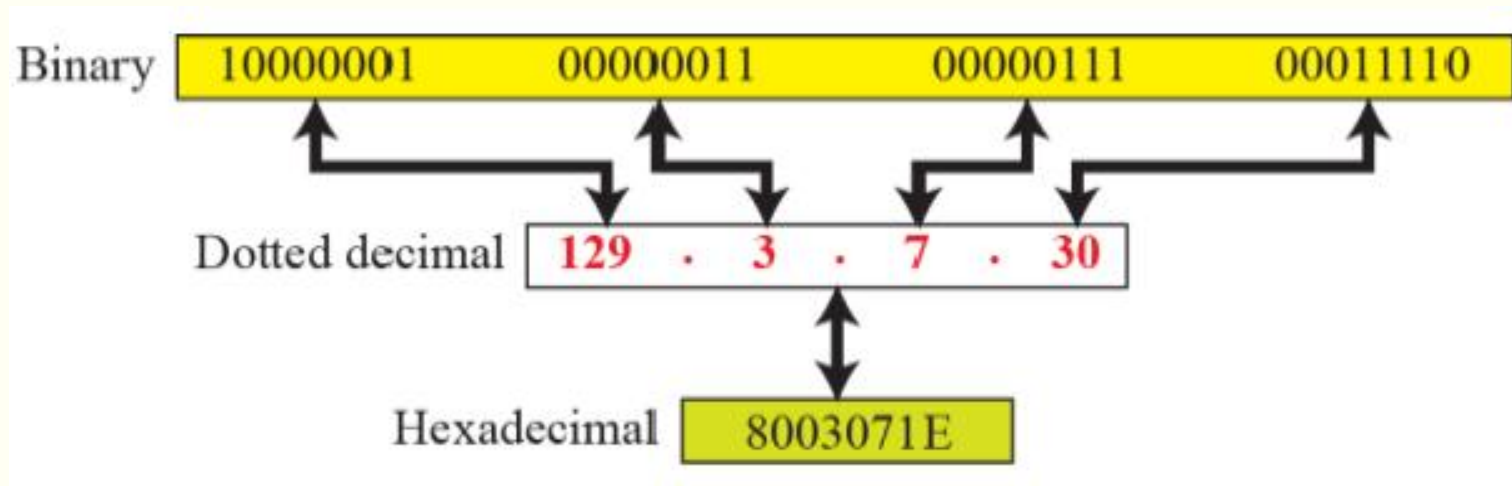 Binary 10000001 00000011 00000111 00011110
Dotted decimal 129 . 3 . 7 . 30
Hexadecimal 8003071E